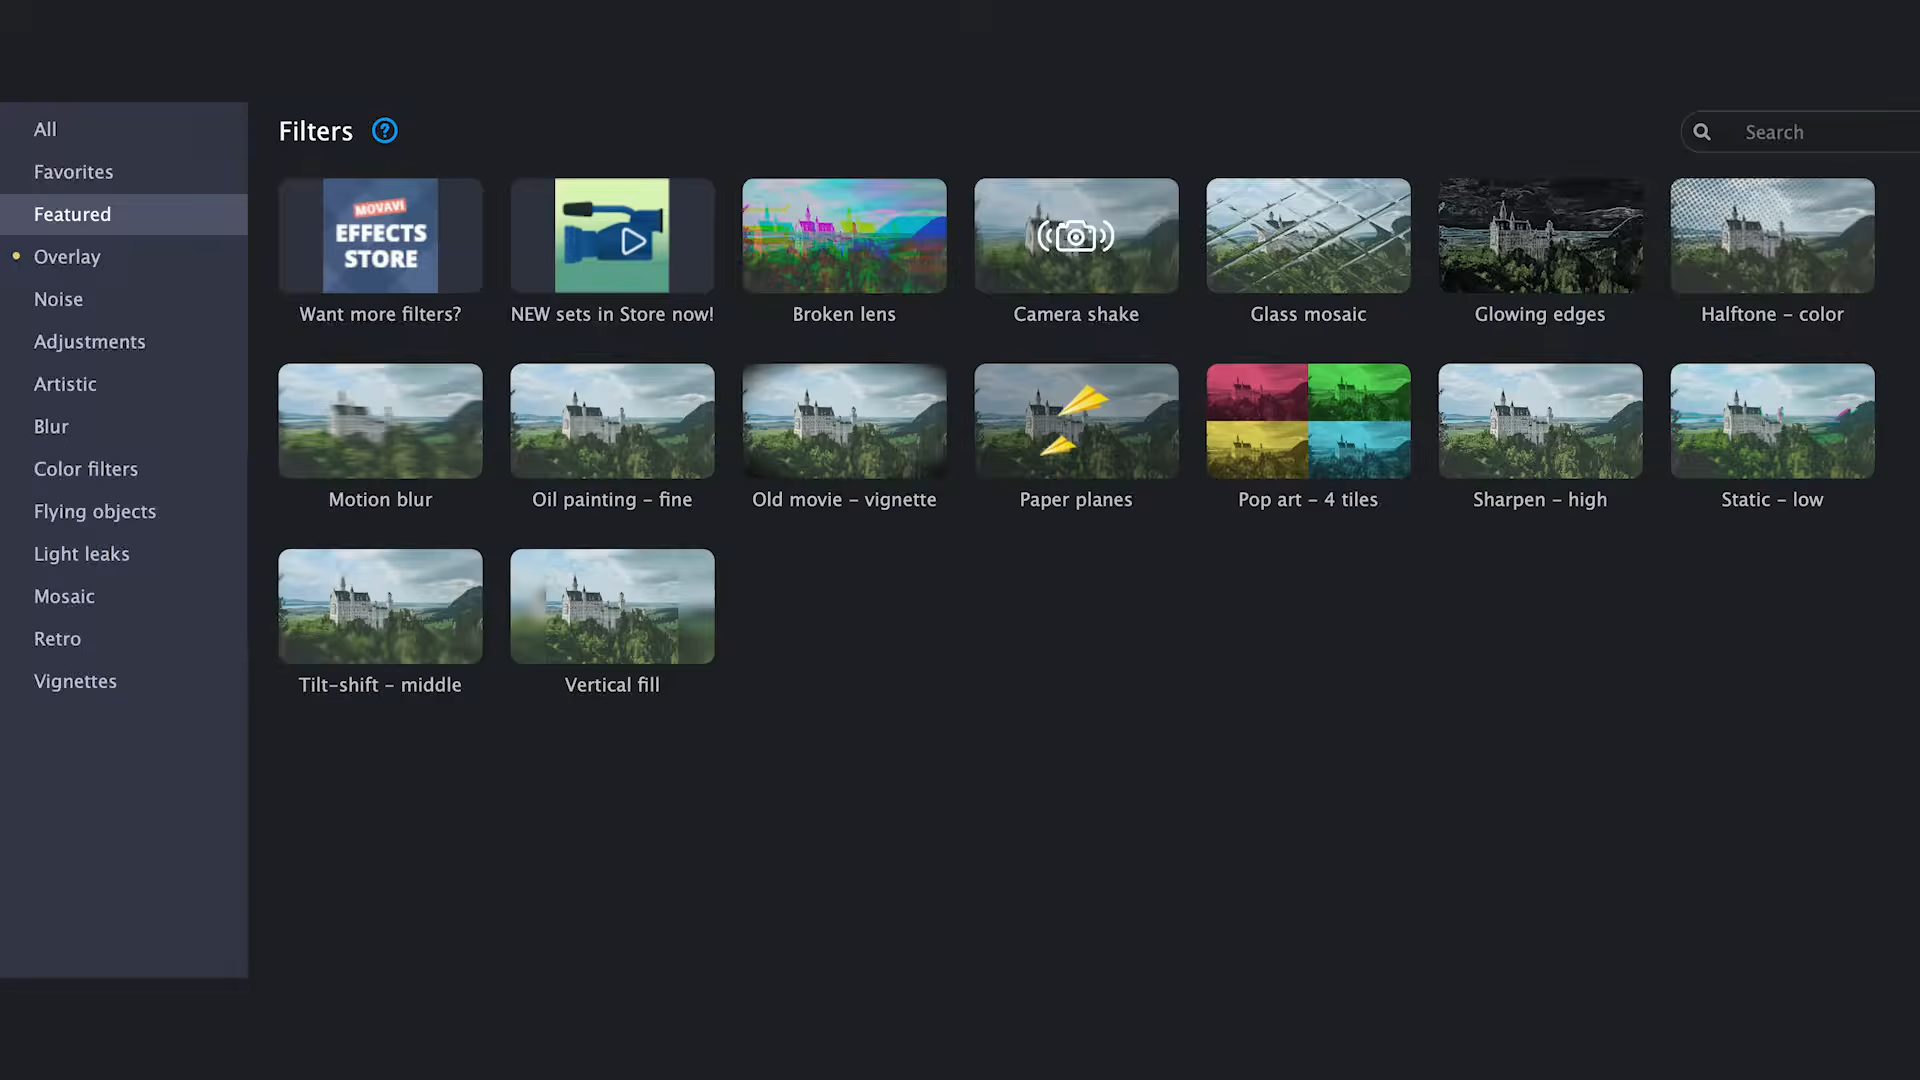 All
Favorites
Featured
Overlay
Noise
Adjustments
Artistic
Blur
Color filters
Flying objects
Light leaks
Mosaic
Retro
Vignettes
Filters ?
Search
MOVAVI
EFFECTS
STORE
Want more filters?
NEW sets in Store now!
Broken lens
Camera shake
Glass mosaic
Glowing edges
Halftone – color
Motion blur
Oil painting – fine
Old movie – vignette
Paper planes
Pop art – 4 tiles
Sharpen – high
Static – low
Tilt-shift – middle
Vertical fill